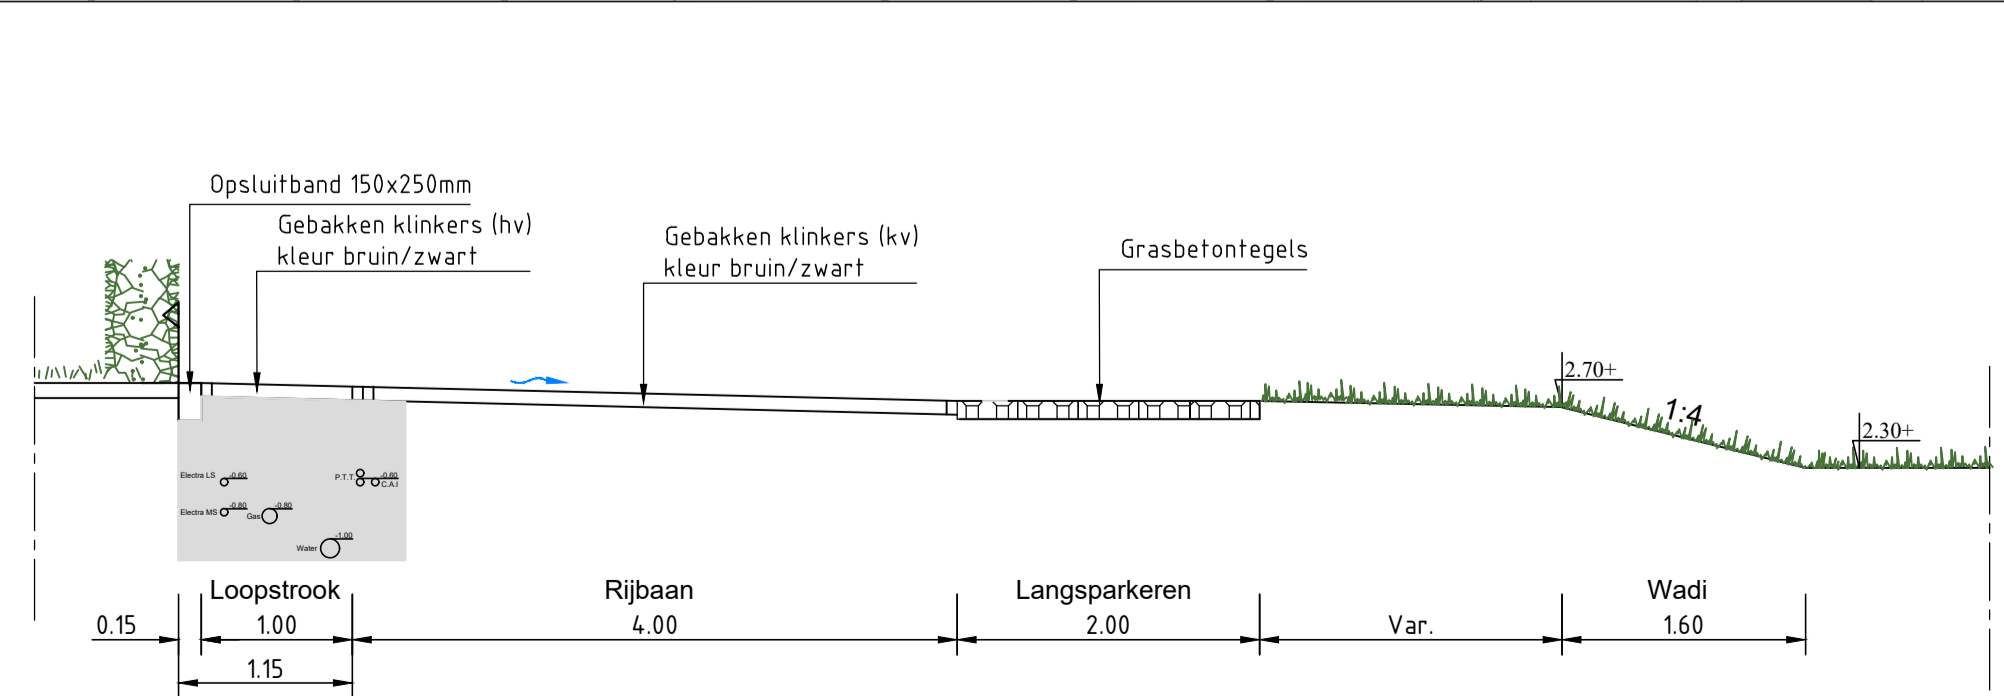 Opsluitband 150x250mm
Gebakken klinkers (hv)
kleur bruin/zwart
Gebakken klinkers (kv)
kleur bruin/zwart
Grasbetontegels
2.70+
1:4
2.30+
Electra LS -0.60
P.T.T. -0.60
C.A.I
Electra MS -0.80
Gas -0.80
Water -1.00
Loopstrook
Rijbaan
Langsparkeren
Wadi
0.15
1.00
4.00
2.00
Var.
1.60
1.15